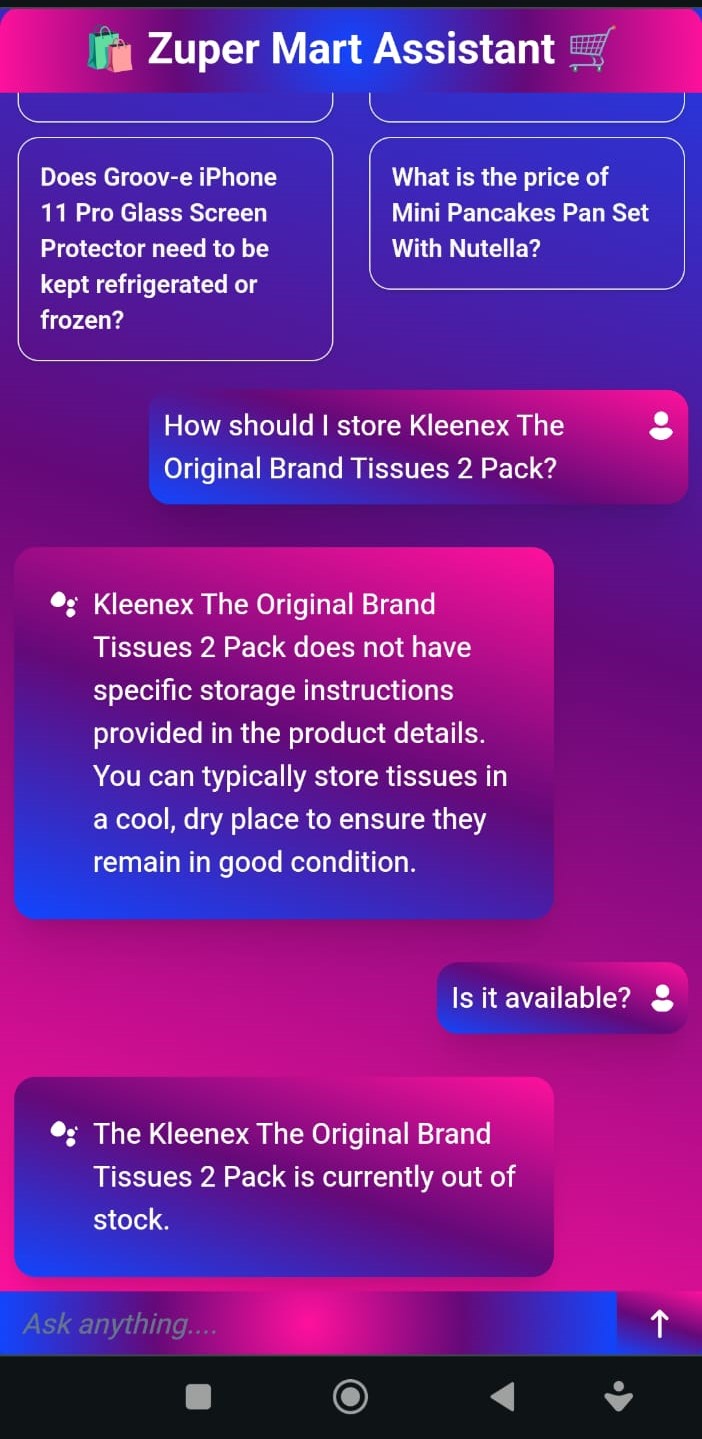 🛍️ Zuper Mart Assistant 🛒
Does Groov-e iPhone
11 Pro Glass Screen
Protector need to be
kept refrigerated or
frozen?
What is the price of
Mini Pancakes Pan Set
With Nutella?
How should I store Kleenex The
Original Brand Tissues 2 Pack?
Kleenex The Original Brand
Tissues 2 Pack does not have
specific storage instructions
provided in the product details.
You can typically store tissues in
a cool, dry place to ensure they
remain in good condition.
Is it available?
The Kleenex The Original Brand
Tissues 2 Pack is currently out of
stock.
Ask anything....